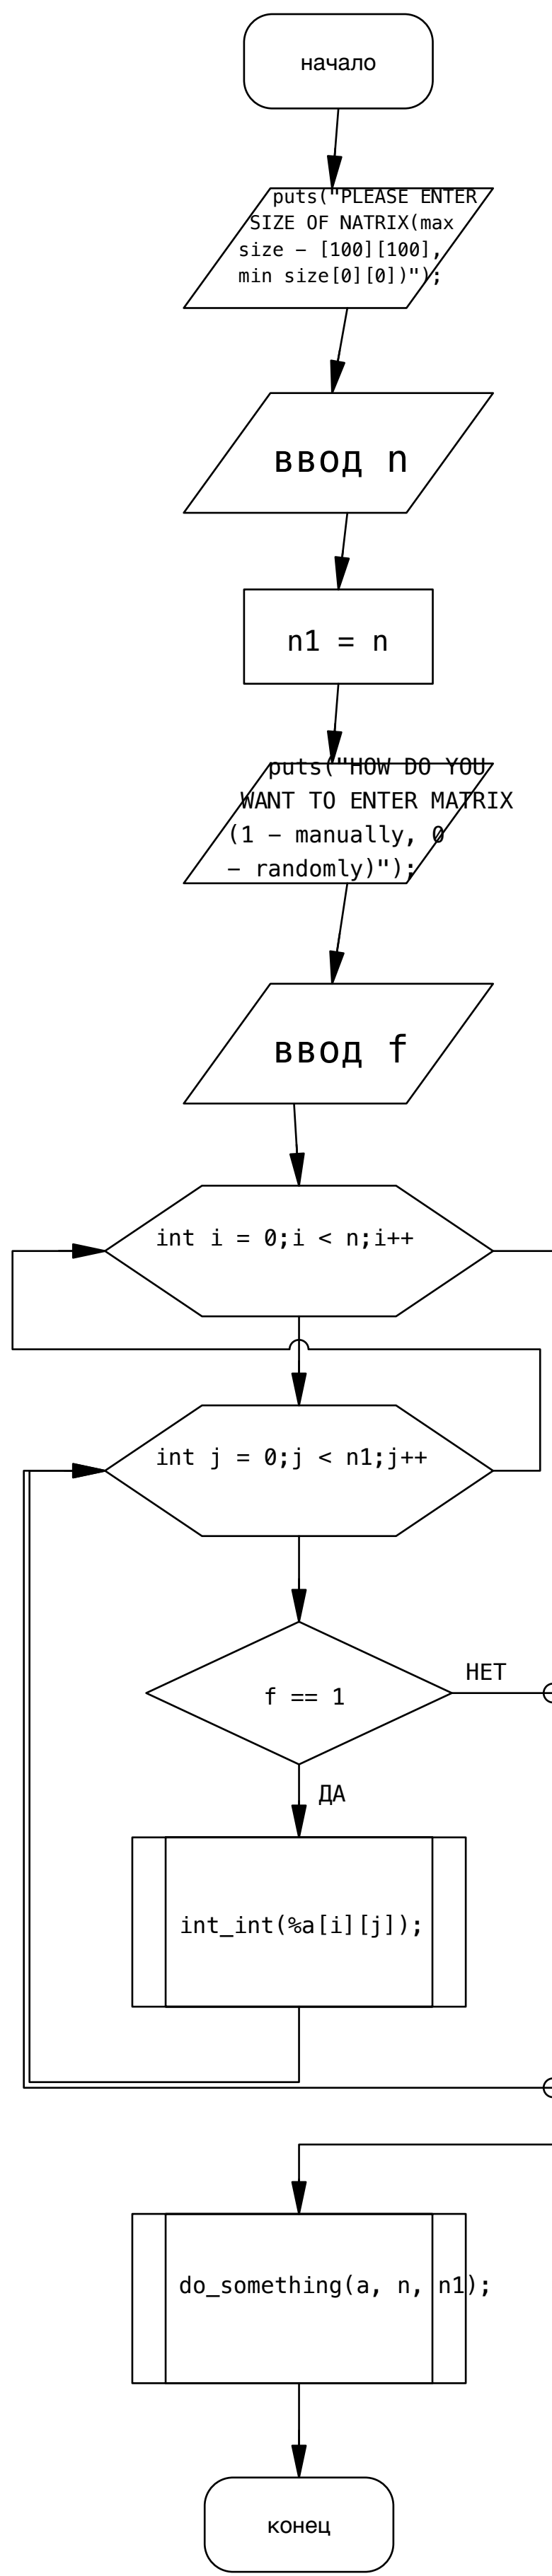 начало
puts("PLEASE ENTER
SIZE OF NATRIX(max
size – [100][100],
min size[0][0])");
ввод n
n1 = n
puts("HOW DO YOU
WANT TO ENTER MATRIX
(1 – manually, 0
– randomly)");
ввод f
int i = 0;i < n;i++
int j = 0;j < n1;j++
f == 1
НЕТ
ДА
int_int(%a[i][j]);
do_something(a, n, n1);
конец